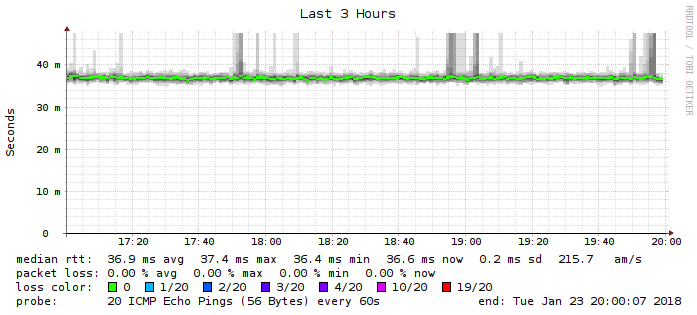 Last 3 Hours
RRDTOOL / TOBI OETIKER
Seconds
40 m
30 m
20 m
10 m
0
17:20 17:40 18:00 18:20 18:40 19:00 19:20 19:40 20:00
median rtt: 36.9 ms avg 37.4 ms max 36.4 ms min 36.6 ms now 0.2 ms sd 215.7 am/s
packet loss: 0.00 % avg 0.00 % max 0.00 % min 0.00 % now
loss color: 0 1/20 2/20 3/20 4/20 10/20 19/20
probe: 20 ICMP Echo Pings (56 Bytes) every 60s end: Tue Jan 23 20:00:07 2018